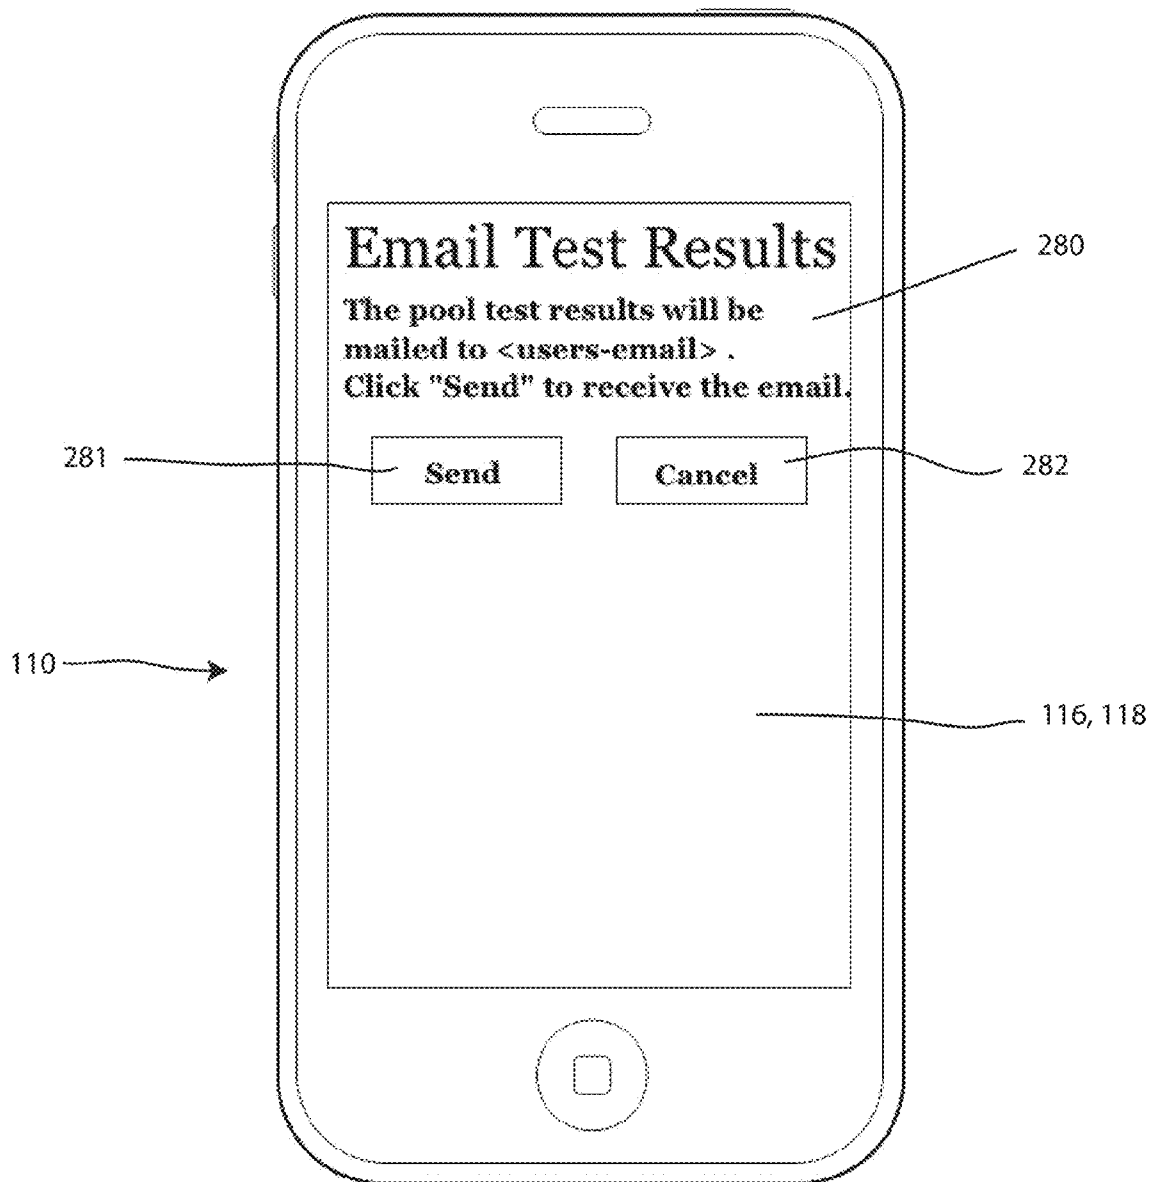 Email Test Results
280
The pool test results will be
mailed to <users-email> .
Click "Send" to receive the email.
281
Send
Cancel
282
110
116, 118